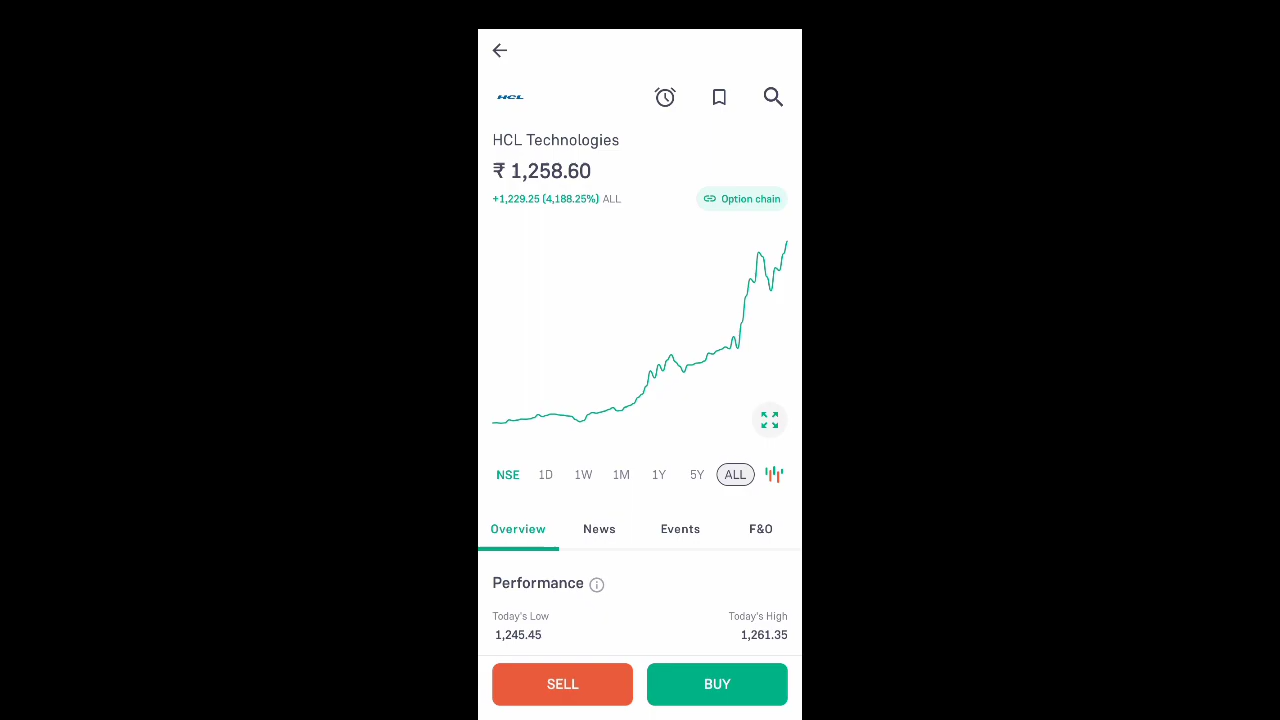 HCL
HCL Technologies
₹ 1,258.60
+1,229.25 (4,188.25%) ALL
Option chain
NSE 1D 1W 1M 1Y 5Y ALL
Overview News Events F&O
Performance
Today's Low Today's High
1,245.45 1,261.35
SELL BUY